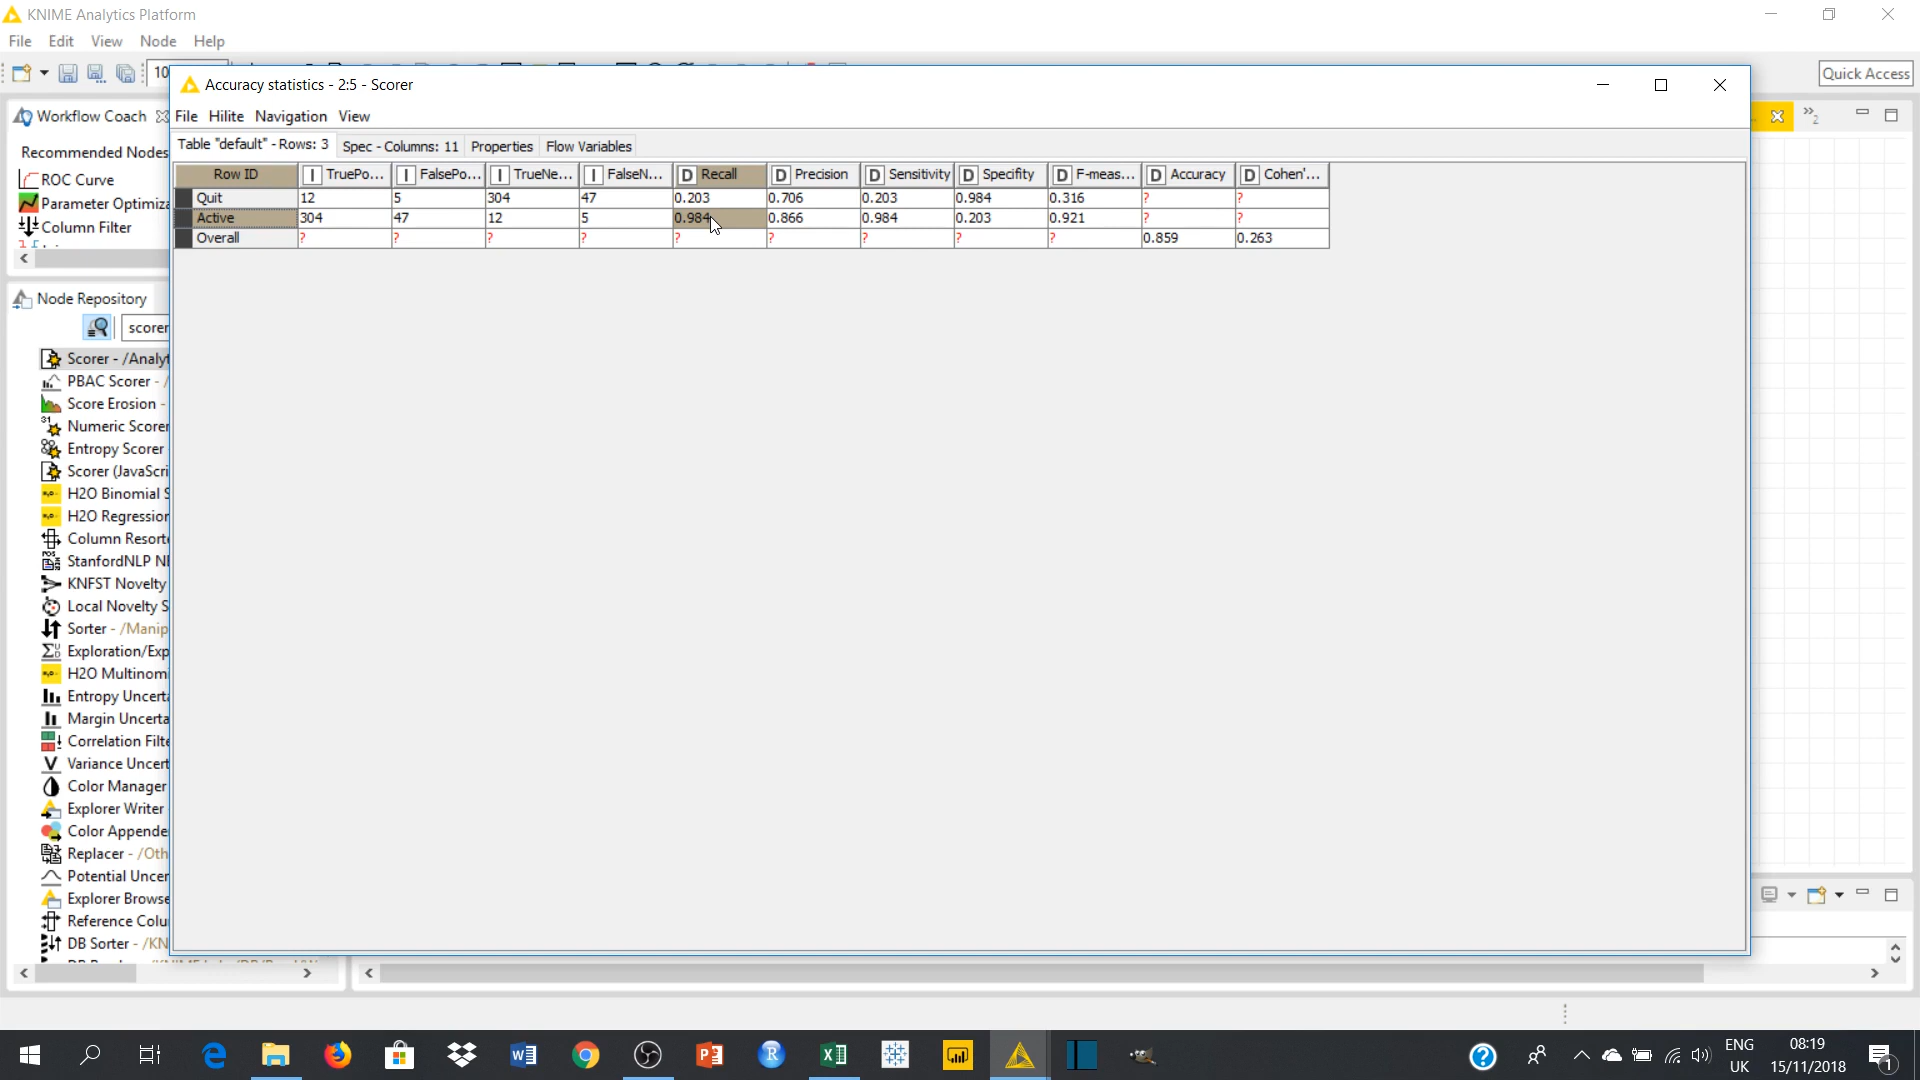 KNIME Analytics Platform
File Edit View Node Help
10
Quick Access
Accuracy statistics - 2:5 - Scorer
File Hilite Navigation View
Workflow Coach
Recommended Nodes
ROC Curve
Parameter Optimiza
Column Filter
Table "default" - Rows: 3 Spec - Columns: 11 Properties Flow Variables
Row ID I TruePo... I FalsePo... I TrueNe... I FalseN... D Recall D Precision D Sensitivity D Specifity D F-meas... D Accuracy D Cohen'...
Quit 12 5 304 47 0.203 0.706 0.203 0.984 0.316 ? ?
Active 304 47 12 5 0.984 0.866 0.984 0.203 0.921 ? ?
Overall ? ? ? ? ? ? ? ? ? 0.859 0.263
Node Repository
scorer
Scorer - /Analyt
PBAC Scorer - /
Score Erosion -
Numeric Scorer
Entropy Scorer
Scorer (JavaScri
H2O Binomial S
H2O Regression
Column Resorte
StanfordNLP NE
KNFST Novelty
Local Novelty S
Sorter - /Manip
Exploration/Exp
H2O Multinomi
Entropy Uncerta
Margin Uncerta
Correlation Filte
Variance Uncert
Color Manager
Explorer Writer
Color Appende
Replacer - /Oth
Potential Uncer
Explorer Browse
Reference Colu
DB Sorter - /KN
ENG
UK
08:19
15/11/2018
1